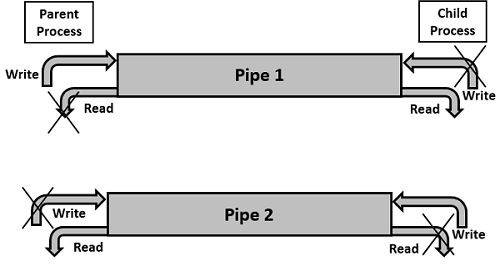 Parent
Process
Child
Process
Write
Pipe 1
Write
Read
Read
Write
Pipe 2
Write
Read
Read